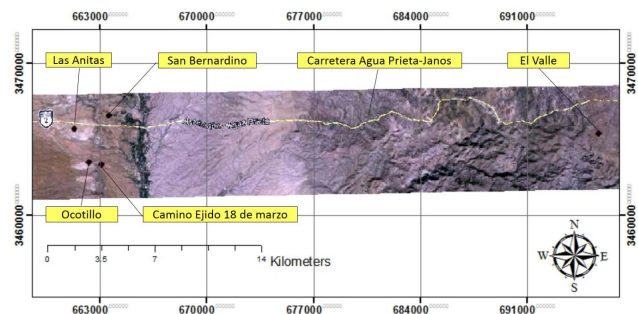 663000 670000 677000 684000 691000
3470000 3470000
Las Anitas San Bernardino Carretera Agua Prieta-Janos El Valle
2
Ocotillo Camino Ejido 18 de marzo
3460000 3460000
0 3.5 7 14
Kilometers
N
W E
S
663000 670000 677000 684000 691000